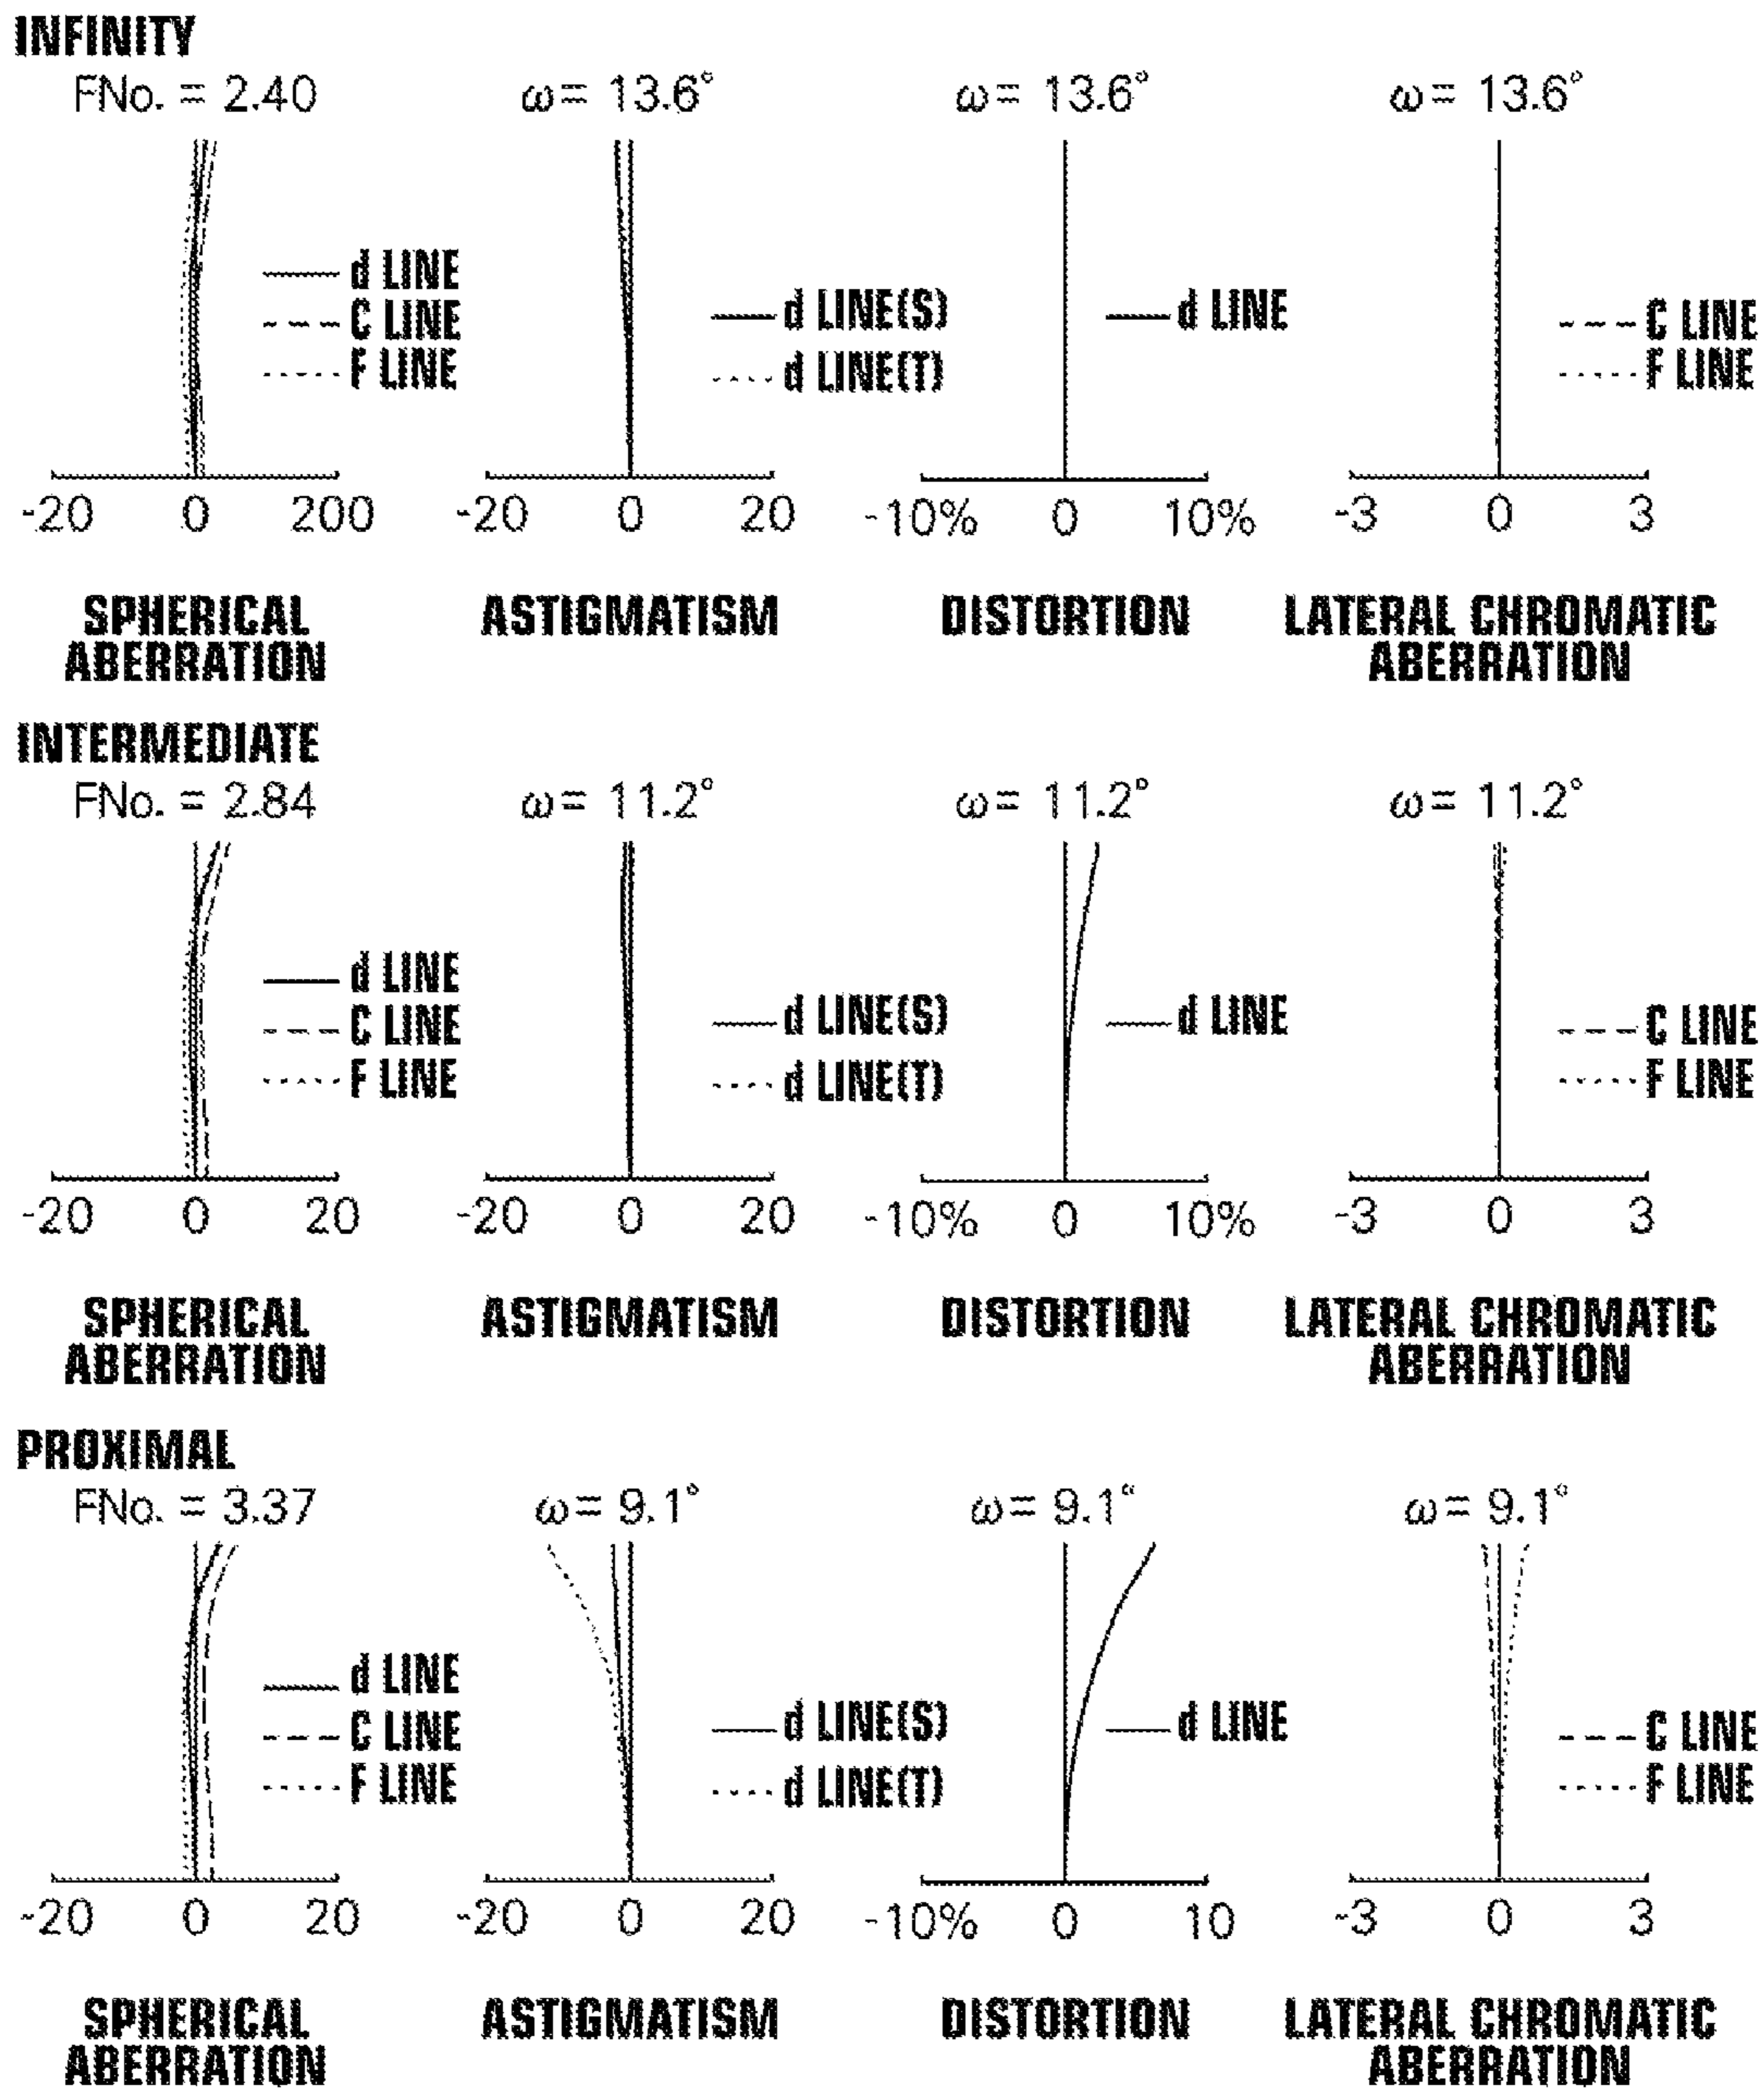 INFINITY
FNo. = 2.40
ω = 13.6°
ω = 13.6°
ω = 13.6°
d LINE
C LINE
F LINE
d LINE(S)
d LINE(T)
d LINE
C LINE
F LINE
-20 0 200
-20 0 20
-10% 0 10%
-3 0 3
SPHERICAL
ABERRATION
ASTIGMATISM
DISTORTION
LATERAL CHROMATIC
ABERRATION
INTERMEDIATE
FNo. = 2.84
ω = 11.2°
ω = 11.2°
ω = 11.2°
d LINE
C LINE
F LINE
d LINE(S)
d LINE(T)
d LINE
C LINE
F LINE
-20 0 20
-20 0 20
-10% 0 10%
-3 0 3
SPHERICAL
ABERRATION
ASTIGMATISM
DISTORTION
LATERAL CHROMATIC
ABERRATION
PROXIMAL
FNo. = 3.37
ω = 9.1°
ω = 9.1°
ω = 9.1°
d LINE
C LINE
F LINE
d LINE(S)
d LINE(T)
d LINE
C LINE
F LINE
-20 0 20
-20 0 20
-10% 0 10
-3 0 3
SPHERICAL
ABERRATION
ASTIGMATISM
DISTORTION
LATERAL CHROMATIC
ABERRATION